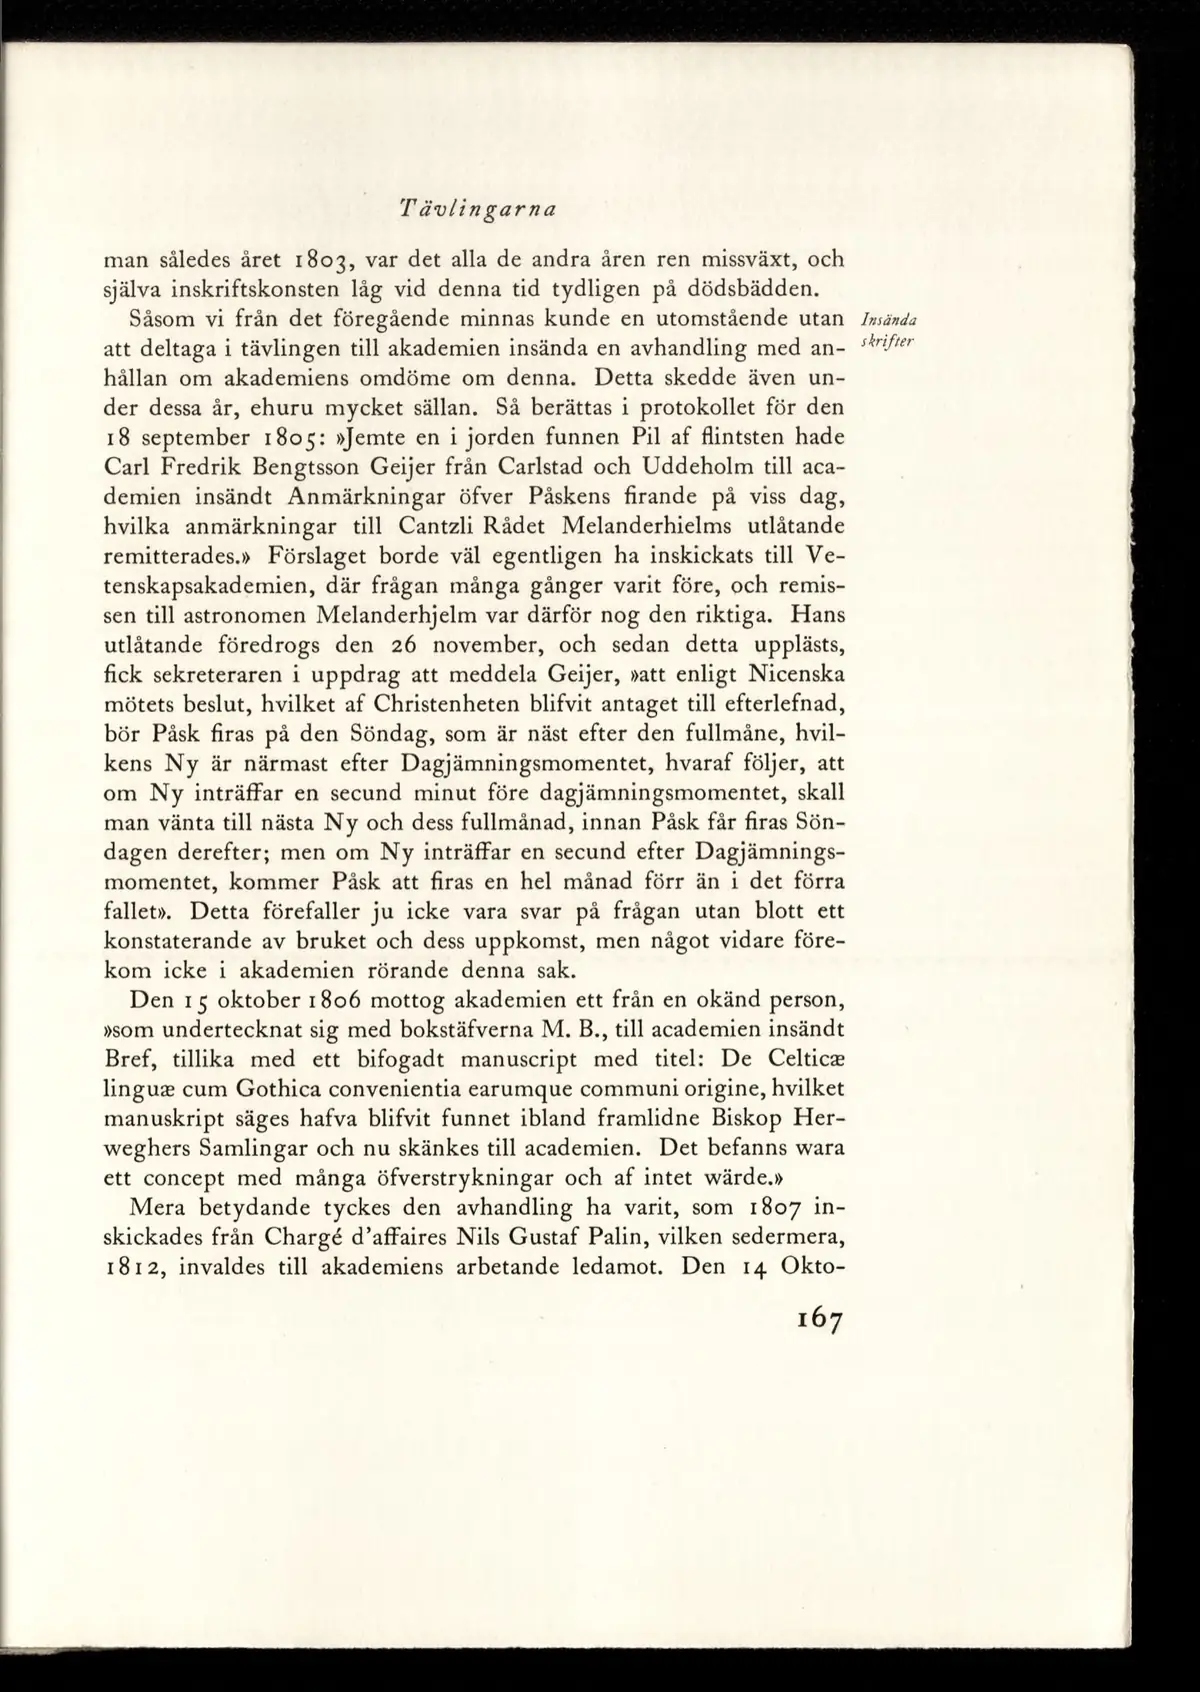 Tävlingarna
man således året 1803, var det alla de andra åren ren missväxt, och
själva inskriftskonsten låg vid denna tid tydligen på dödsbädden.
Såsom vi från det föregående minnas kunde en utomstående utan
att deltaga i tävlingen till akademien insända en avhandling med an-
hållan om akademiens omdöme om denna. Detta skedde även un-
der dessa år, ehuru mycket sällan. Så berättas i protokollet för den
18 september 1805: »Jemte en i jorden funnen Pil af flintsten hade
Carl Fredrik Bengtsson Geijer från Carlstad och Uddeholm till aca-
demien insändt Anmärkningar öfver Påskens firande på viss dag,
hvilka anmärkningar till Cantzli Rådet Melanderhielms utlåtande
remitterades.» Förslaget borde väl egentligen ha inskickats till Ve-
tenskapsakademien, där frågan många gånger varit före, och remis-
sen till astronomen Melanderhjelm var därför nog den riktiga. Hans
utlåtande föredrogs den 26 november, och sedan detta upplästs,
fick sekreteraren i uppdrag att meddela Geijer, »att enligt Nicenska
mötets beslut, hvilket af Christenheten blifvit antaget till efterlefnad,
bör Påsk firas på den Söndag, som är näst efter den fullmåne, hvil-
kens Ny är närmast efter Dagjämningsmomentet, hvaraf följer, att
om Ny inträffar en secund minut före dagjämningsmomentet, skall
man vänta till nästa Ny och dess fullmånad, innan Påsk får firas Sön-
dagen derefter; men om Ny inträffar en secund efter Dagjämnings-
momentet, kommer Påsk att firas en hel månad förr än i det förra
fallet». Detta förefaller ju icke vara svar på frågan utan blott ett
konstaterande av bruket och dess uppkomst, men något vidare före-
kom icke i akademien rörande denna sak.
Den 15 oktober 1806 mottog akademien ett från en okänd person,
»som undertecknat sig med bokstäfverna M. B., till academien insändt
Bref, tillika med ett bifogadt manuscript med titel: De Celticæ
linguæ cum Gothica convenientia earumque communi origine, hvilket
manuskript säges hafva blifvit funnet ibland framlidne Biskop Her-
weghers Samlingar och nu skänkes till academien. Det befanns wara
ett concept med många öfverstrykningar och af intet wärde.»
Mera betydande tyckes den avhandling ha varit, som 1807 in-
skickades från Chargé d'affaires Nils Gustaf Palin, vilken sedermera,
1812, invaldes till akademiens arbetande ledamot. Den 14 Okto-
Insända
skrifter
167